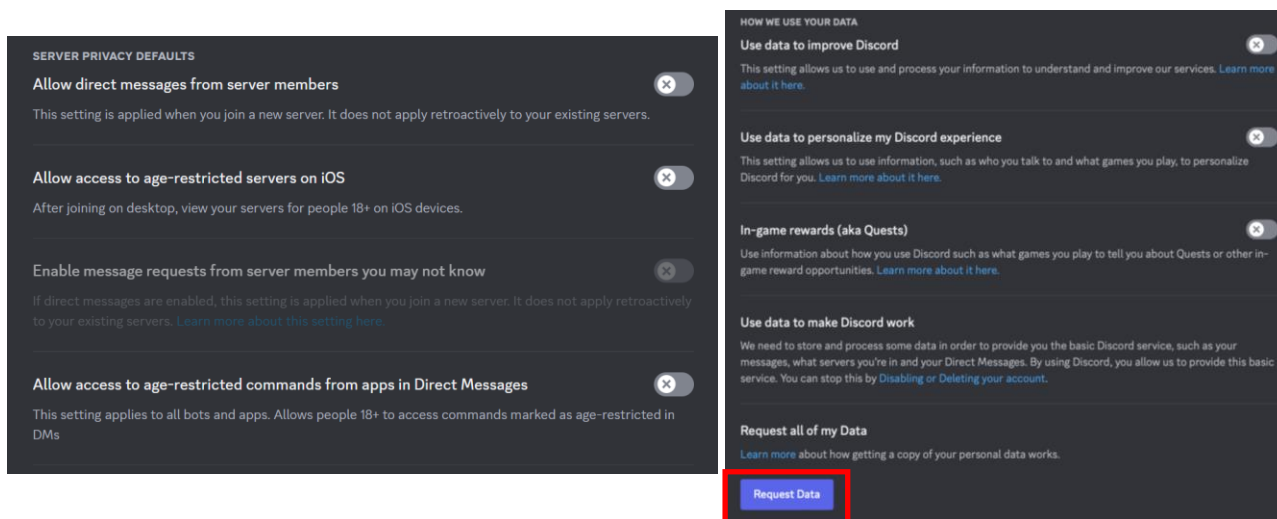 SERVER PRIVACY DEFAULTS
Allow direct messages from server members
This setting is applied when you join a new server. It does not apply retroactively to your existing servers.
Allow access to age-restricted servers on iOS
After joining on desktop, view your servers for people 18+ on iOS devices.
Enable message requests from server members you may not know
If direct messages are enabled, this setting is applied when you join a new server. It does not apply retroactively
to your existing servers. Learn more about this setting here.
Allow access to age-restricted commands from apps in Direct Messages
This setting applies to all bots and apps. Allows people 18+ to access commands marked as age-restricted in
DMs
HOW WE USE YOUR DATA
Use data to improve Discord
This setting allows us to use and process your information to understand and improve our services. Learn more
about it here.
Use data to personalize my Discord experience
This setting allows us to use information, such as who you talk to and what games you play, to personalize
Discord for you. Learn more about it here.
In-game rewards (aka Quests)
Use information about how you use Discord such as what games you play to tell you about Quests or other in-
game reward opportunities. Learn more about it here.
Use data to make Discord work
We need to store and process some data in order to provide you the basic Discord service, such as your
messages, what servers you're in and your Direct Messages. By using Discord, you allow us to provide this basic
service. You can stop this by Disabling or Deleting your account.
Request all of my Data
Learn more about how getting a copy of your personal data works.
Request Data